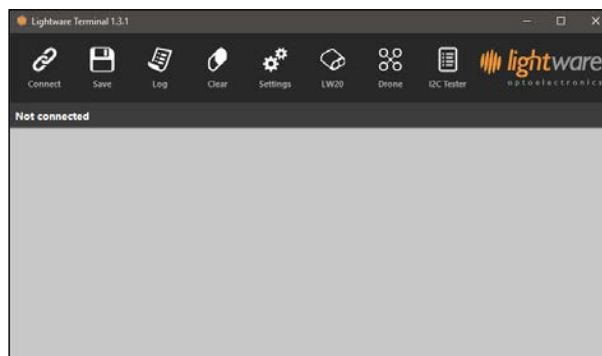 Lightware Terminal 1.3.1
Connect Save Log Clear Settings LW20 Drone I2C Tester
lightware
optoelectronics
Not connected